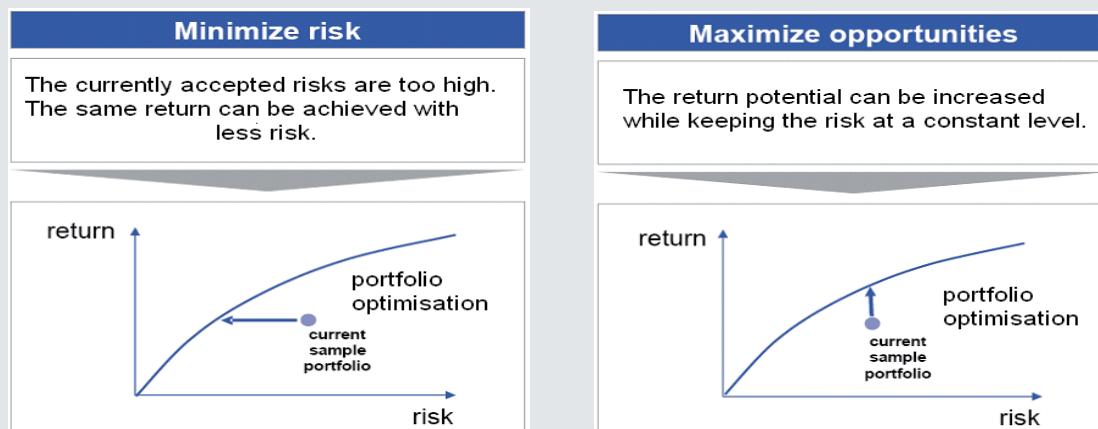 Minimize risk
The currently accepted risks are too high.
The same return can be achieved with
less risk.
return
portfolio
optimisation
current
sample
portfolio
risk
Maximize opportunities
The return potential can be increased
while keeping the risk at a constant level.
return
portfolio
optimisation
current
sample
portfolio
risk